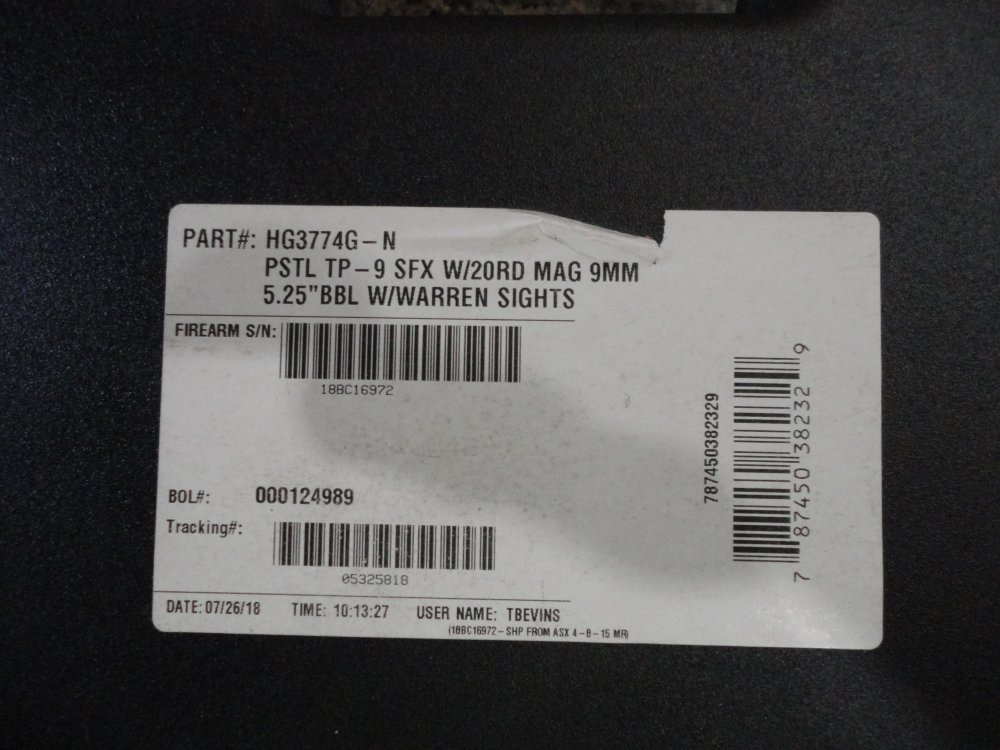 PART#: HG3774G-N
PSTL TP-9 SFX W/20RD MAG 9MM
5.25"BBL W/WARREN SIGHTS
FIREARM S/N:
18BC16972
BOL#: 000124989
Tracking#:
05325818
DATE: 07/26/18 TIME: 10:13:27 USER NAME: TBEVINS
(18BC16972-SHP FROM ASX 4-8-15 MR)
787450382329
7 87450 38232 9